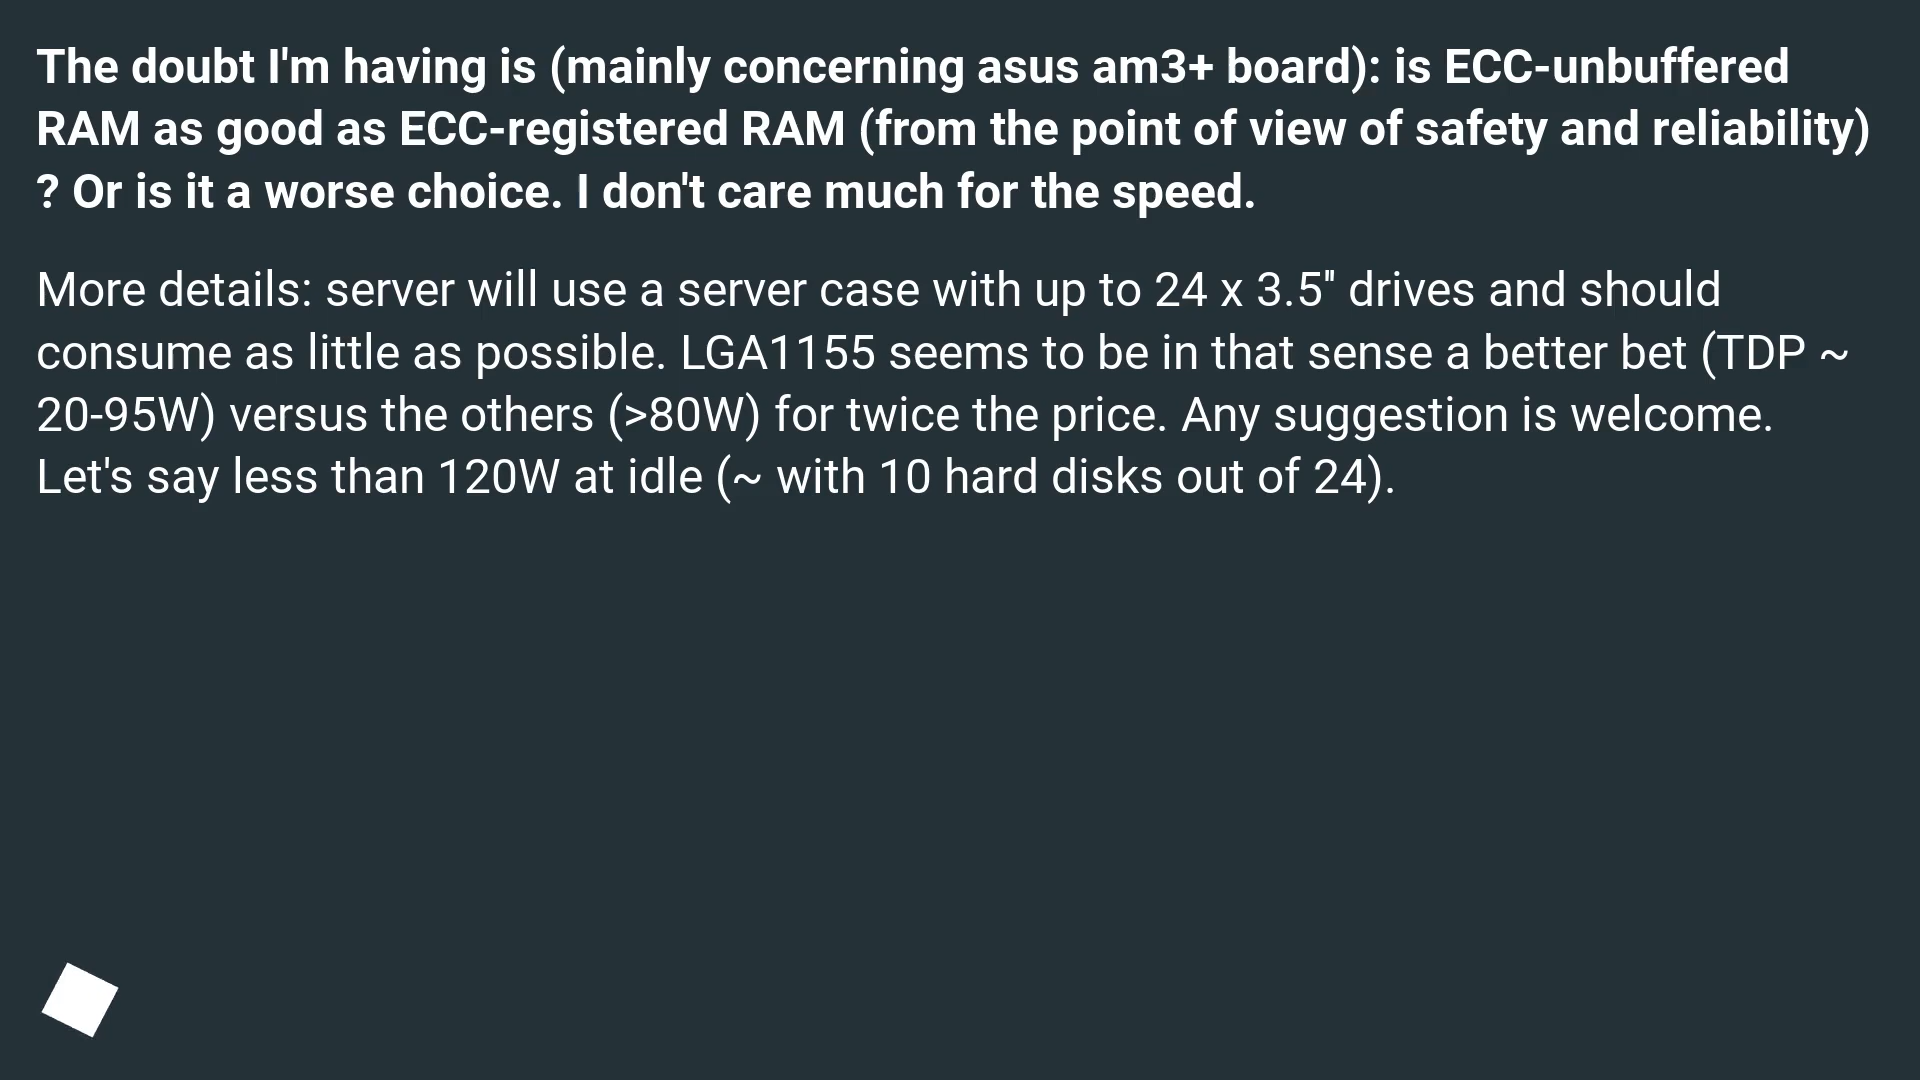 The doubt I'm having is (mainly concerning asus am3+ board): is ECC-unbuffered
RAM as good as ECC-registered RAM (from the point of view of safety and reliability)
? Or is it a worse choice. I don't care much for the speed.
More details: server will use a server case with up to 24 x 3.5" drives and should
consume as little as possible. LGA1155 seems to be in that sense a better bet (TDP ~
20-95W) versus the others (>80W) for twice the price. Any suggestion is welcome.
Let's say less than 120W at idle (~ with 10 hard disks out of 24).